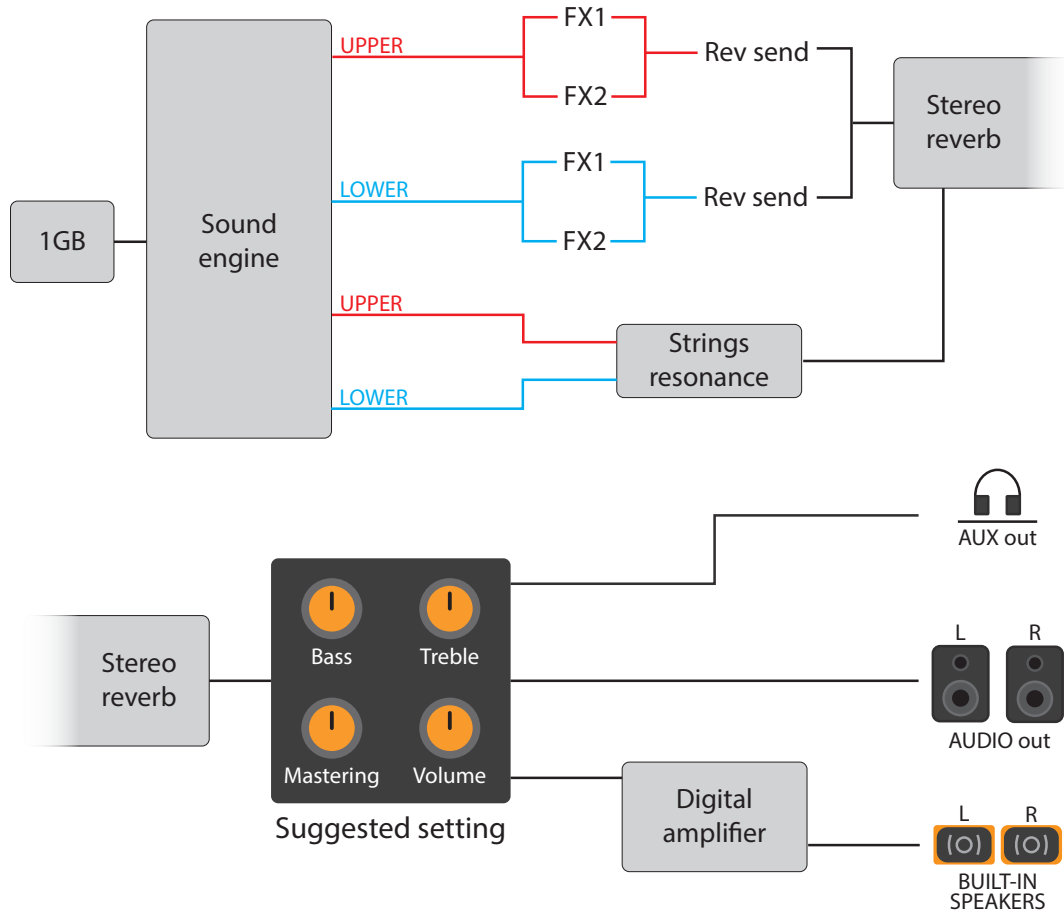 FX1
UPPER
Rev send
FX2
Stereo
reverb
FX1
LOWER
Rev send
1GB
Sound
engine
FX2
UPPER
Strings
resonance
LOWER
AUX out
L R
Stereo
reverb
Bass Treble
AUDIO out
Mastering Volume
Digital
amplifier
Suggested setting
L R
BUILT-IN
SPEAKERS